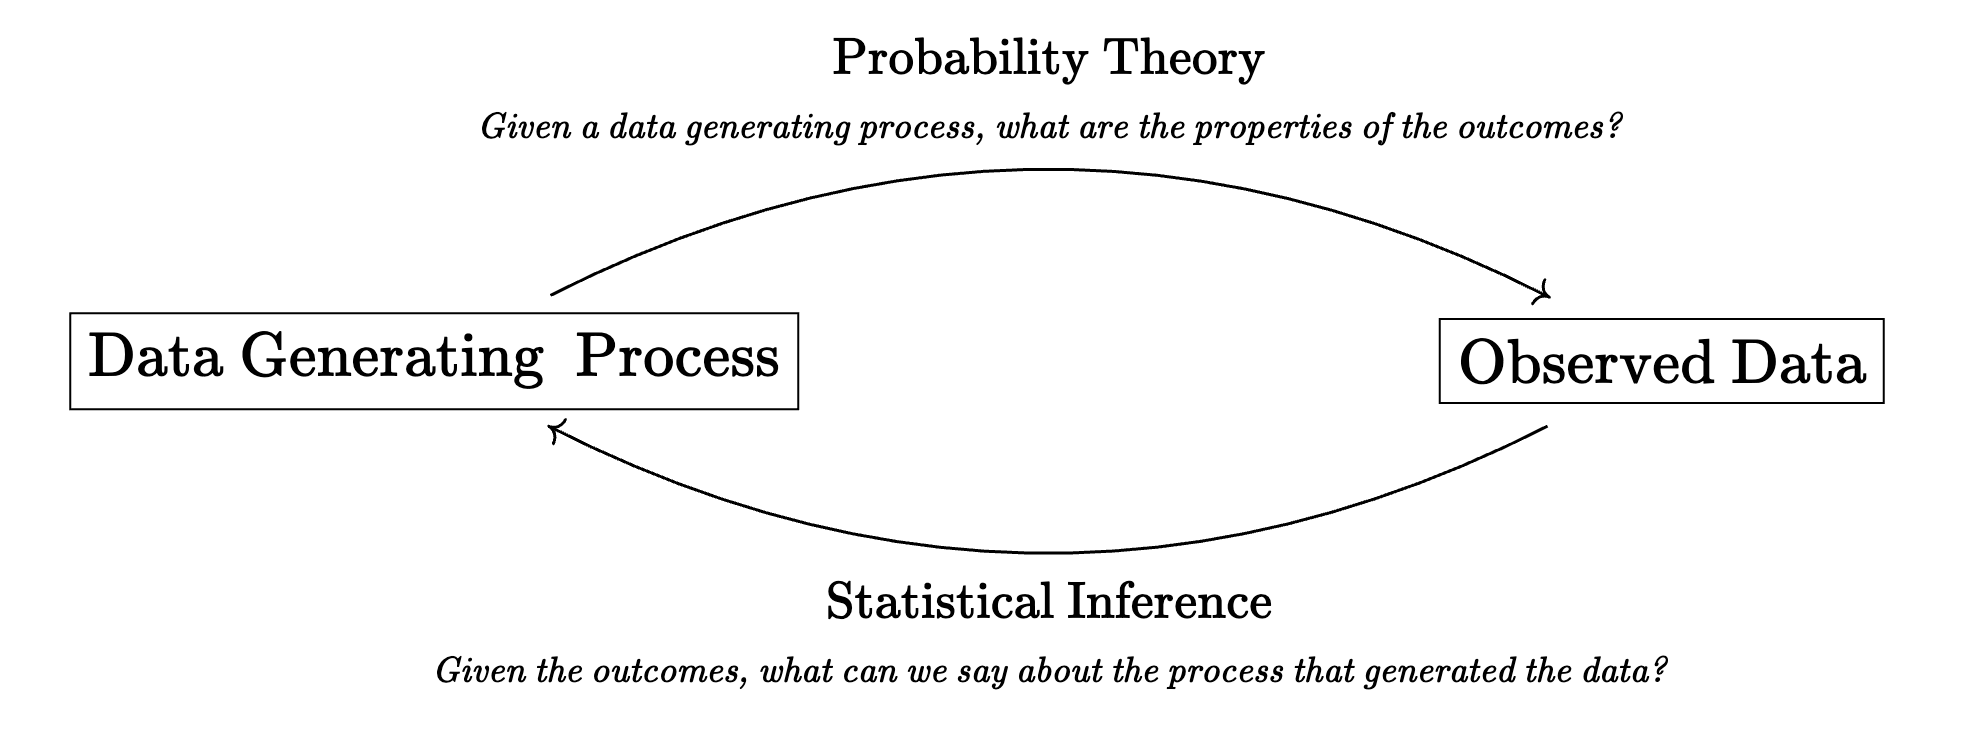 Probability Theory
Given a data generating process, what are the properties of the outcomes?
Data Generating Process
Observed Data
Statistical Inference
Given the outcomes, what can we say about the process that generated the data?